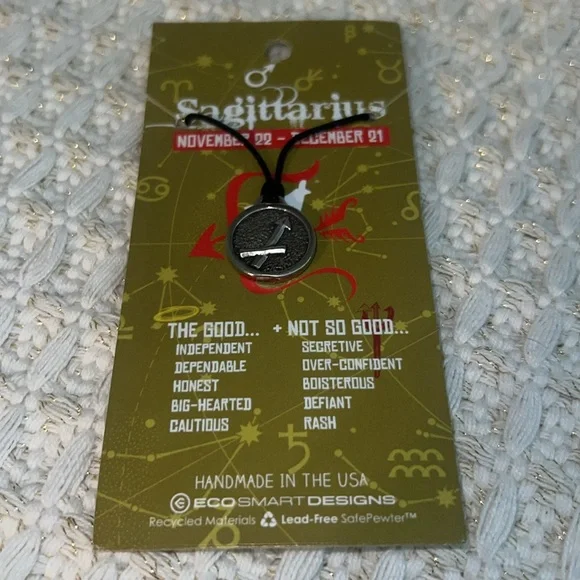 Sagittarius
NOVEMBER 22 - DECEMBER 21
THE GOOD... + NOT SO GOOD...
INDEPENDENT SECRETIVE
DEPENDABLE OVER-CONFIDENT
HONEST BOISTEROUS
BIG-HEARTED DEFIANT
CAUTIOUS RASH
HANDMADE IN THE USA
ECOSMARTDESIGNS
Recycled Materials Lead-Free SafePewter™